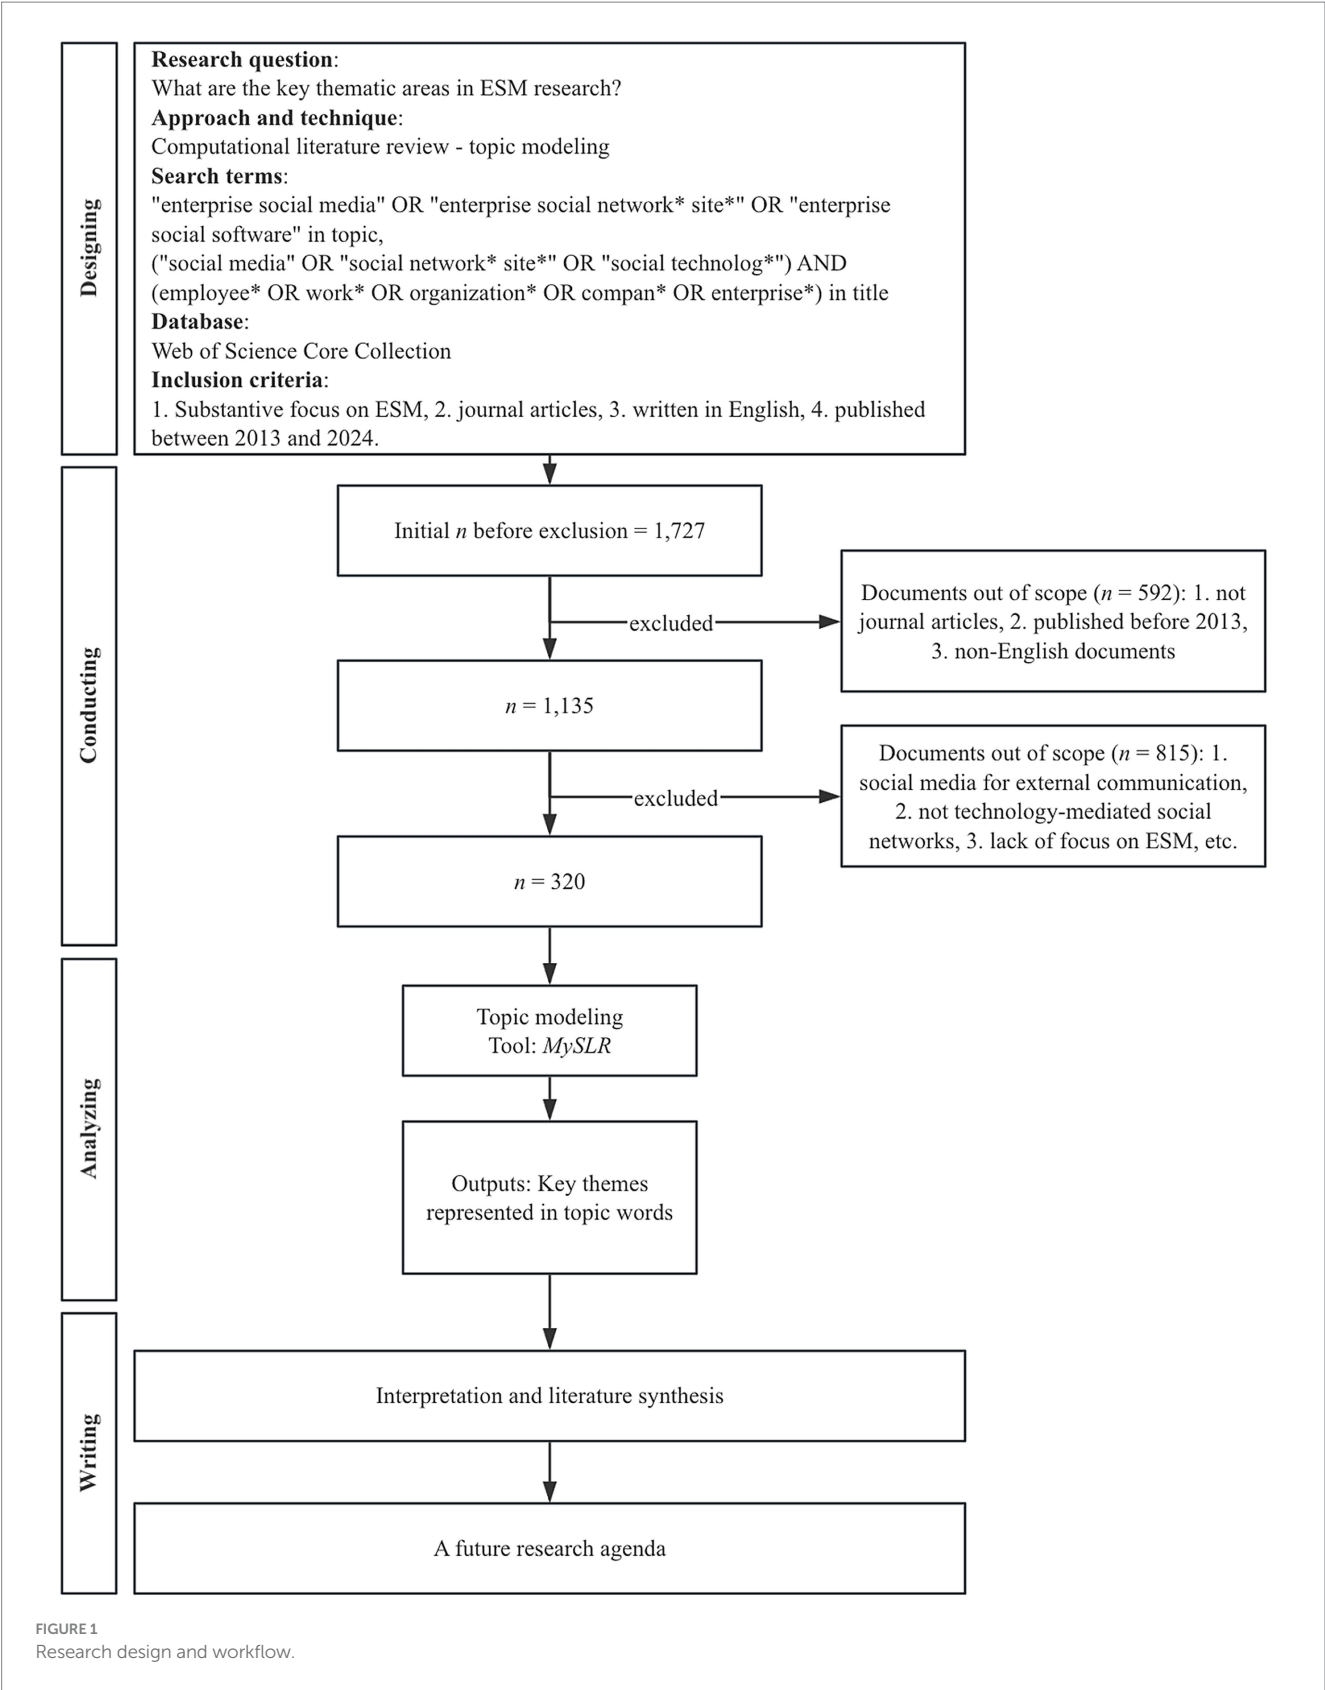 Designing
Research question:
What are the key thematic areas in ESM research?
Approach and technique:
Computational literature review - topic modeling
Search terms:
"enterprise social media" OR "enterprise social network* site*" OR "enterprise
social software" in topic,
("social media" OR "social network* site*" OR "social technolog*") AND
(employee* OR work* OR organization* OR compan* OR enterprise*) in title
Database:
Web of Science Core Collection
Inclusion criteria:
1. Substantive focus on ESM, 2. journal articles, 3. written in English, 4. published
between 2013 and 2024.
Conducting
Initial n before exclusion = 1,727
excluded
Documents out of scope (n = 592): 1. not
journal articles, 2. published before 2013,
3. non-English documents
n = 1,135
excluded
Documents out of scope (n = 815): 1.
social media for external communication,
2. not technology-mediated social
networks, 3. lack of focus on ESM, etc.
n = 320
Analyzing
Topic modeling
Tool: MySLR
Outputs: Key themes
represented in topic words
Writing
Interpretation and literature synthesis
A future research agenda
FIGURE 1
Research design and workflow.